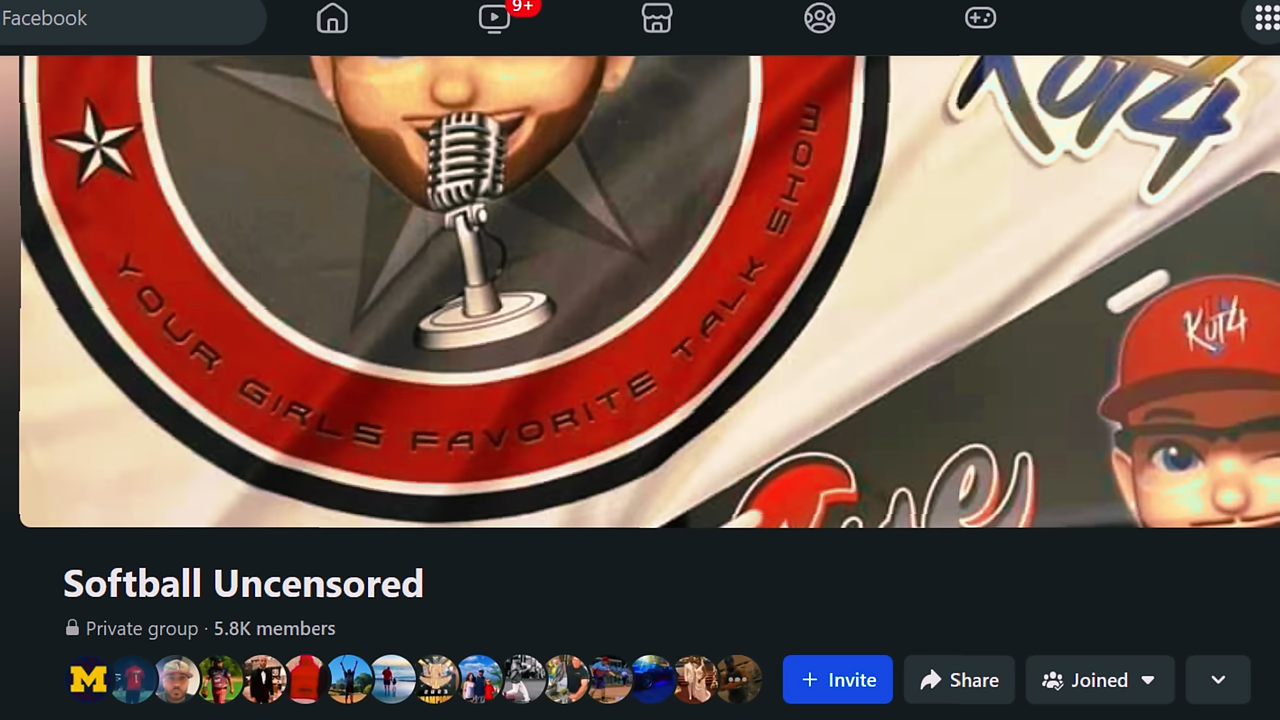 Facebook
9+
YOUR GIRLS FAVORITE TALK SHOW
KUT4
KUT4
Softball Uncensored
Private group · 5.8K members
M
+ Invite
Share
Joined